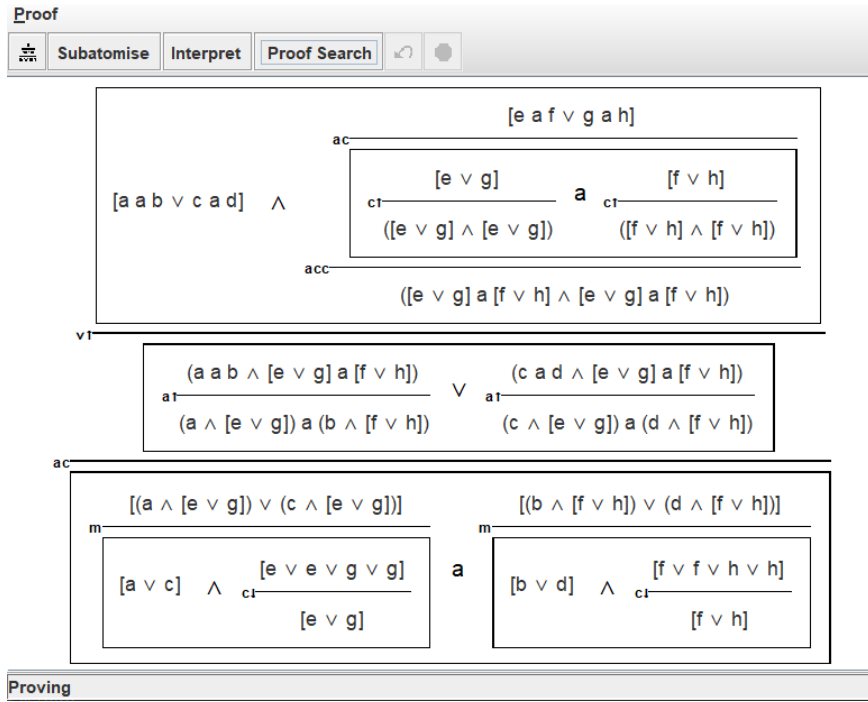 Proof
Subatomise Interpret Proof Search
[e a f ∨ g a h]
ac
[e ∨ g] [f ∨ h]
[a a b ∨ c a d] ∧ c↑ a c↑
([e ∨ g] ∧ [e ∨ g]) ([f ∨ h] ∧ [f ∨ h])
acc
([e ∨ g] a [f ∨ h] ∧ [e ∨ g] a [f ∨ h])
v↑
(a a b ∧ [e ∨ g] a [f ∨ h]) (c a d ∧ [e ∨ g] a [f ∨ h])
a↑ ∨ a↑
(a ∧ [e ∨ g]) a (b ∧ [f ∨ h]) (c ∧ [e ∨ g]) a (d ∧ [f ∨ h])
ac
[(a ∧ [e ∨ g]) ∨ (c ∧ [e ∨ g])] [(b ∧ [f ∨ h]) ∨ (d ∧ [f ∨ h])]
m m
[e ∨ e ∨ g ∨ g] [f ∨ f ∨ h ∨ h]
[a ∨ c] ∧ c↓ a [b ∨ d] ∧ c↓
[e ∨ g] [f ∨ h]
Proving